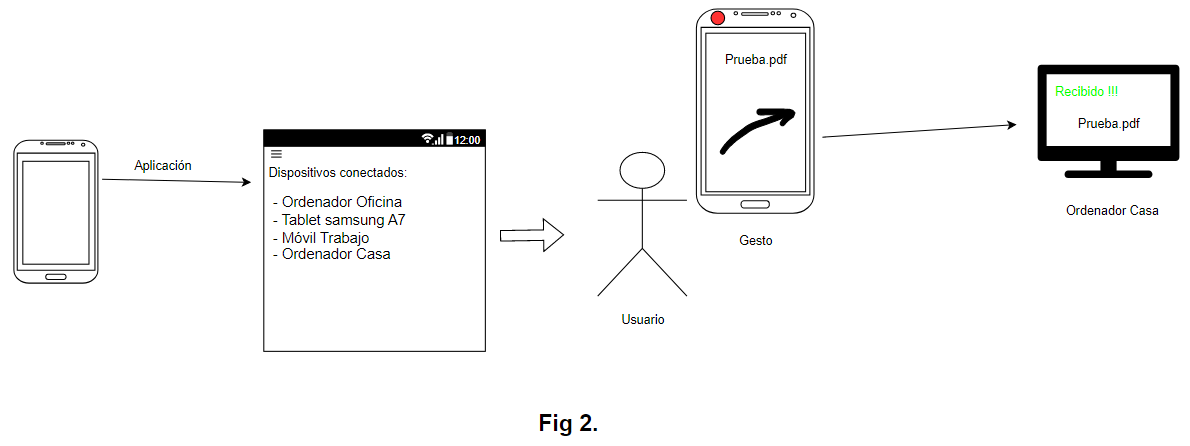 Aplicación
12:00
Dispositivos conectados:
- Ordenador Oficina
- Tablet samsung A7
- Móvil Trabajo
- Ordenador Casa
Usuario
Prueba.pdf
Gesto
Recibido !!!
Prueba.pdf
Ordenador Casa
Fig 2.